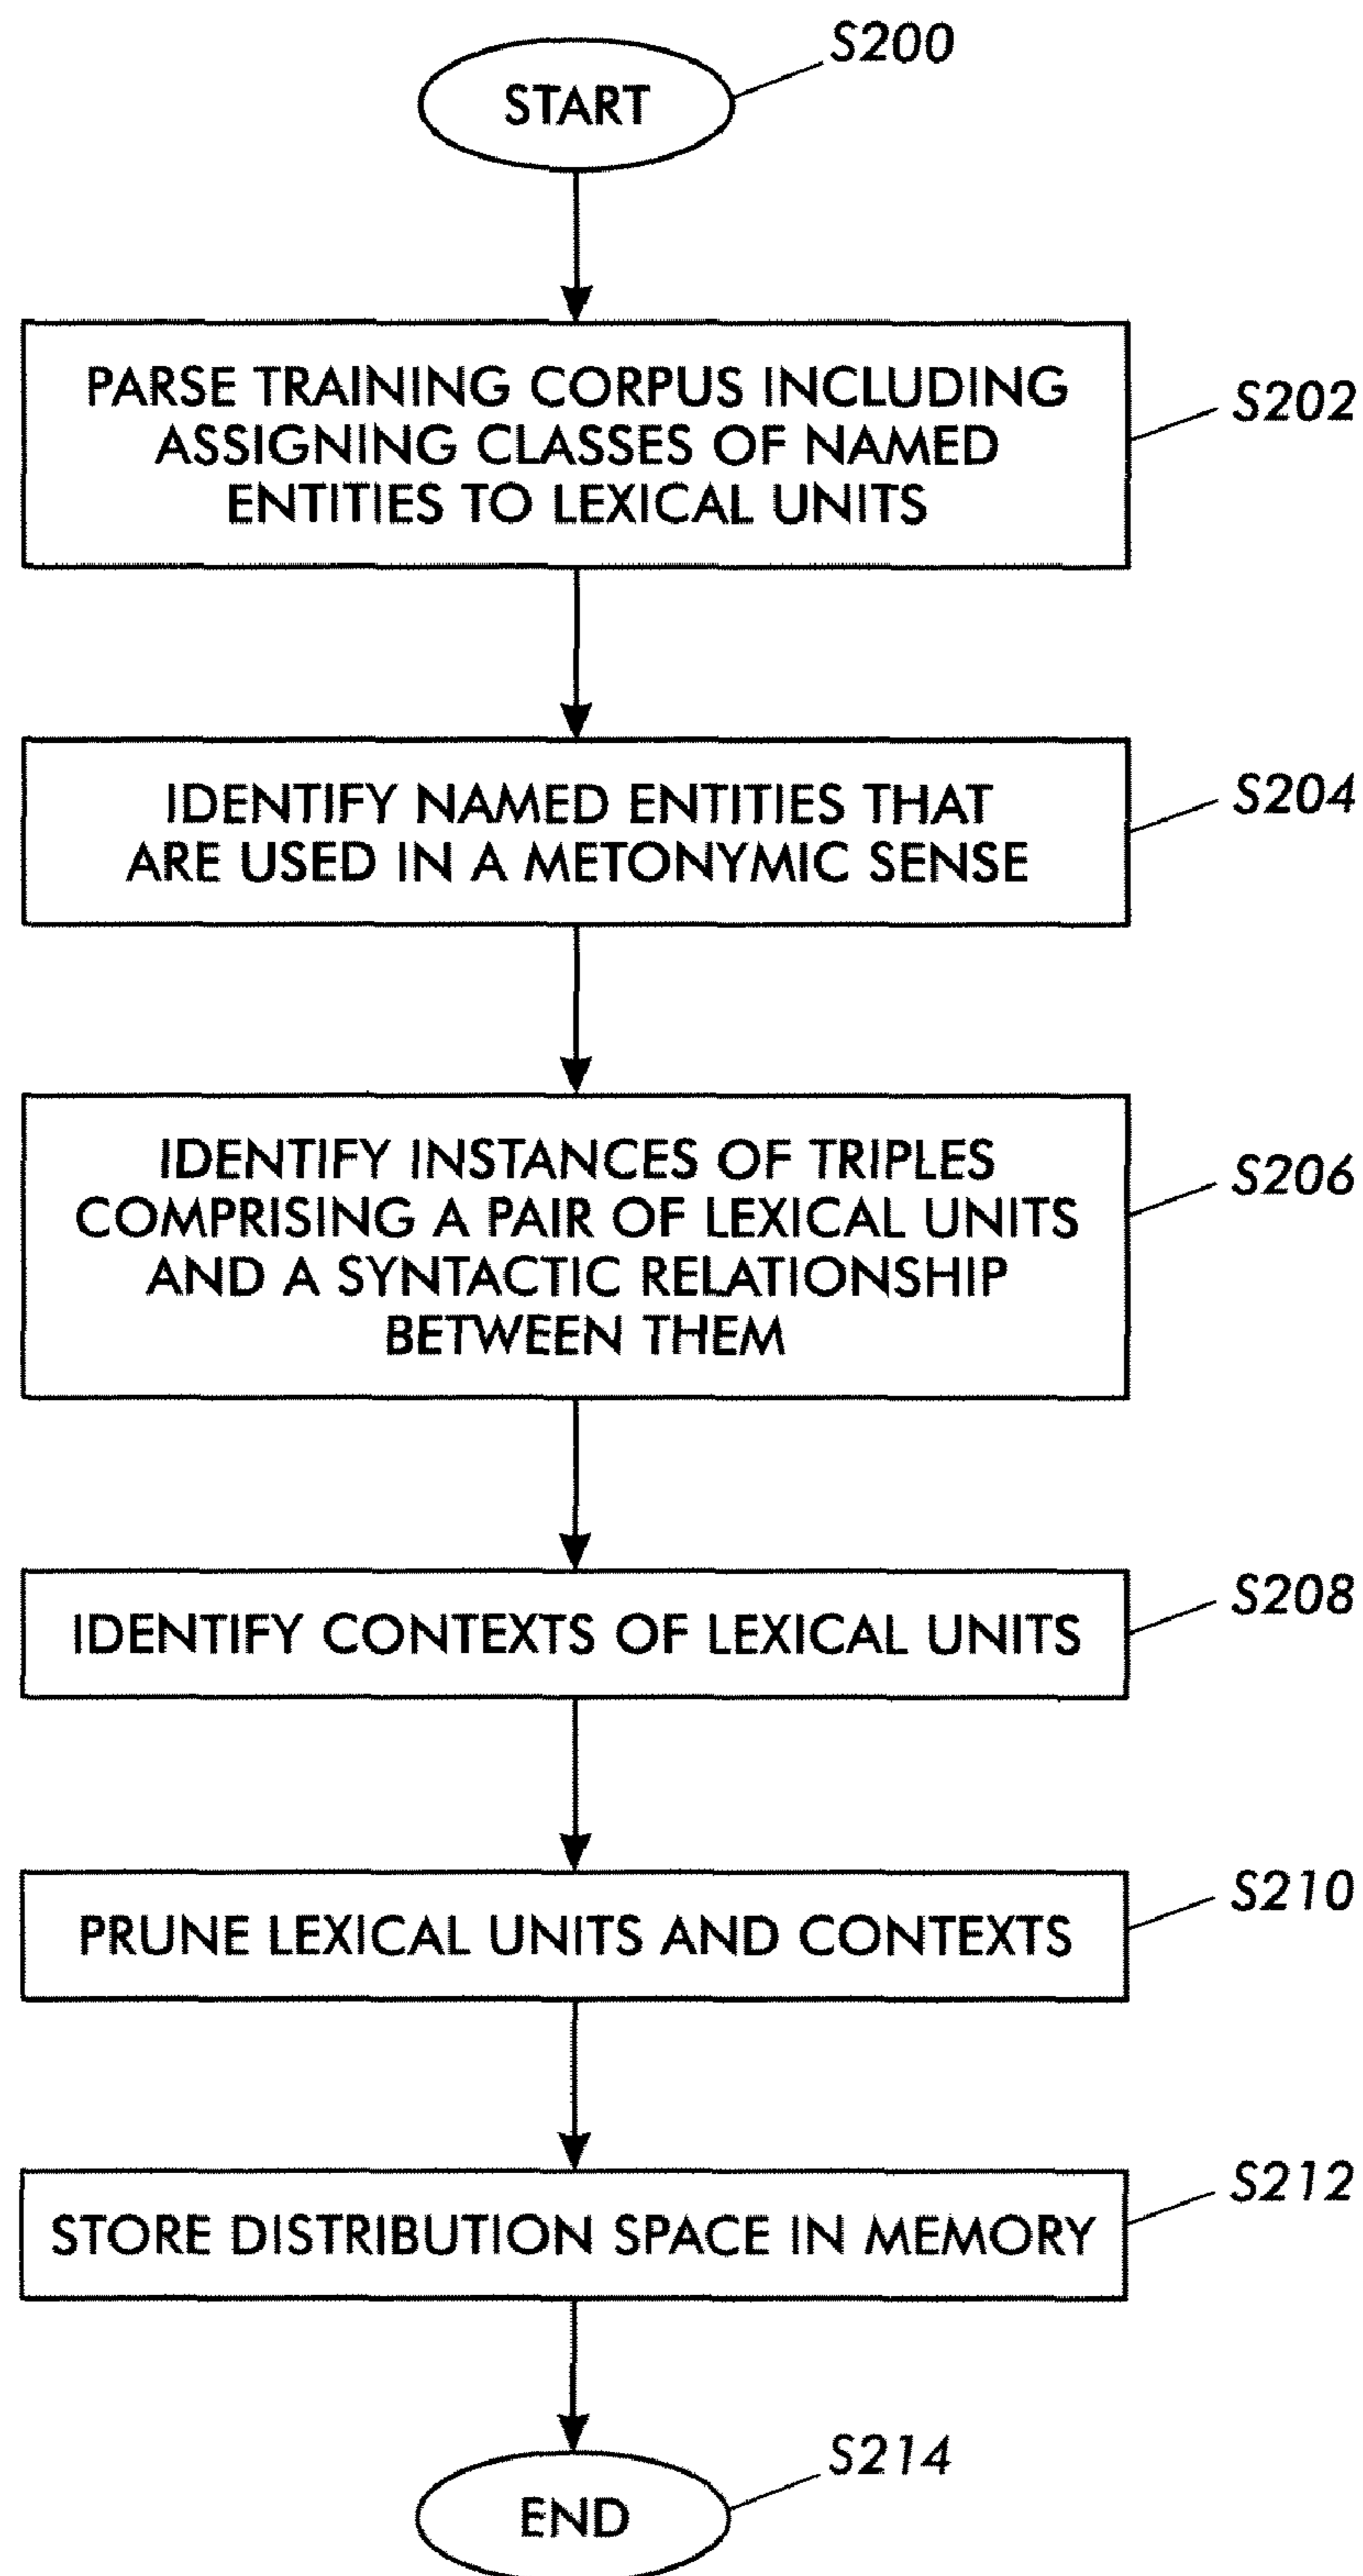 S200
START
PARSE TRAINING CORPUS INCLUDING
ASSIGNING CLASSES OF NAMED
ENTITIES TO LEXICAL UNITS
S202
IDENTIFY NAMED ENTITIES THAT
ARE USED IN A METONYMIC SENSE
S204
IDENTIFY INSTANCES OF TRIPLES
COMPRISING A PAIR OF LEXICAL UNITS
AND A SYNTACTIC RELATIONSHIP
BETWEEN THEM
S206
IDENTIFY CONTEXTS OF LEXICAL UNITS
S208
PRUNE LEXICAL UNITS AND CONTEXTS
S210
STORE DISTRIBUTION SPACE IN MEMORY
S212
END
S214